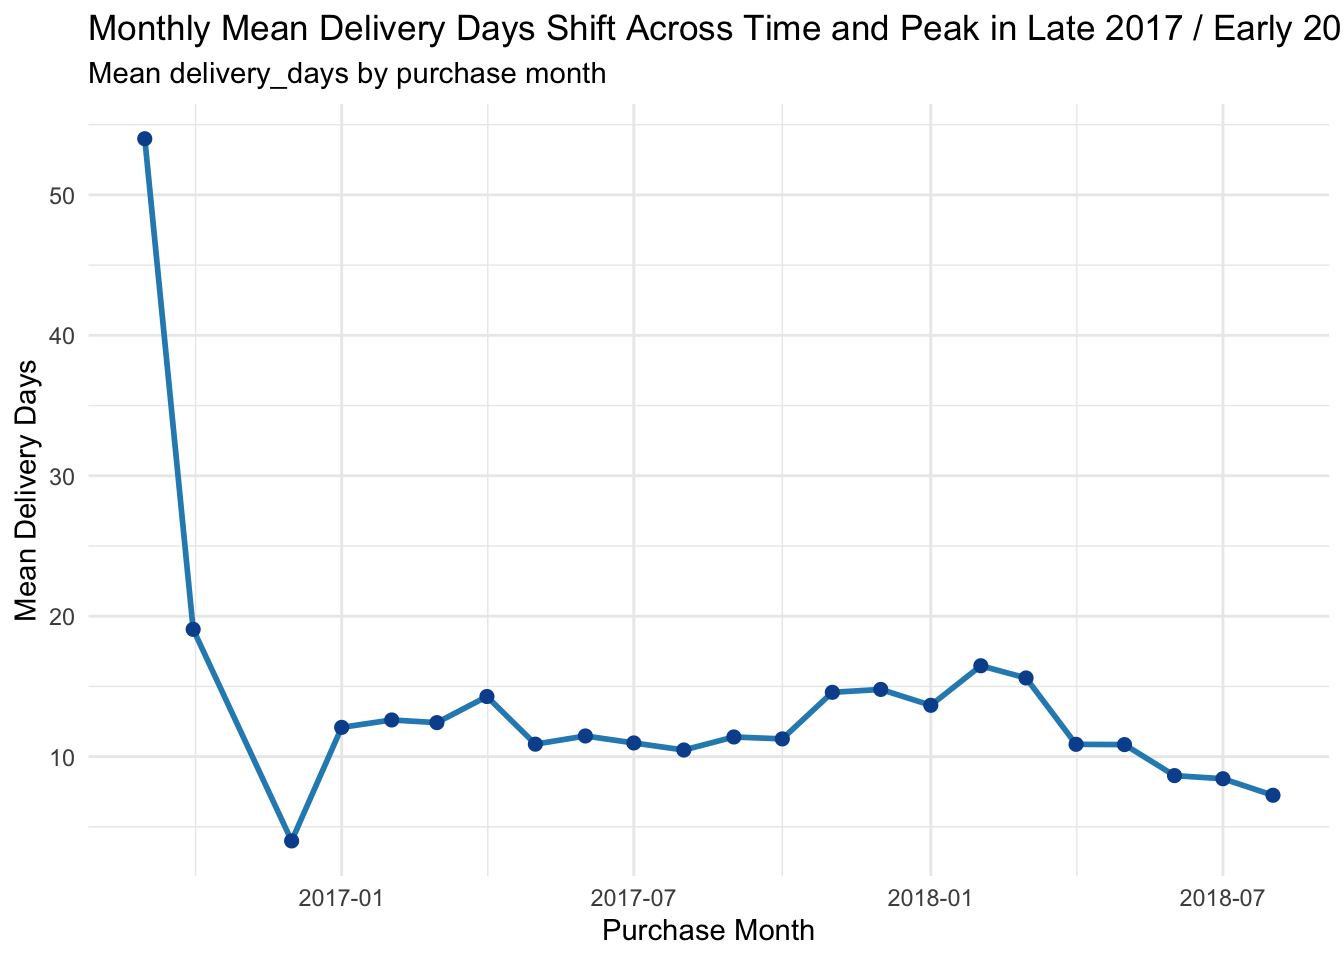 Monthly Mean Delivery Days Shift Across Time and Peak in Late 2017 / Early 20
Mean delivery_days by purchase month
Mean Delivery Days
50
40
30
20
10
2017-01
2017-07
2018-01
2018-07
Purchase Month